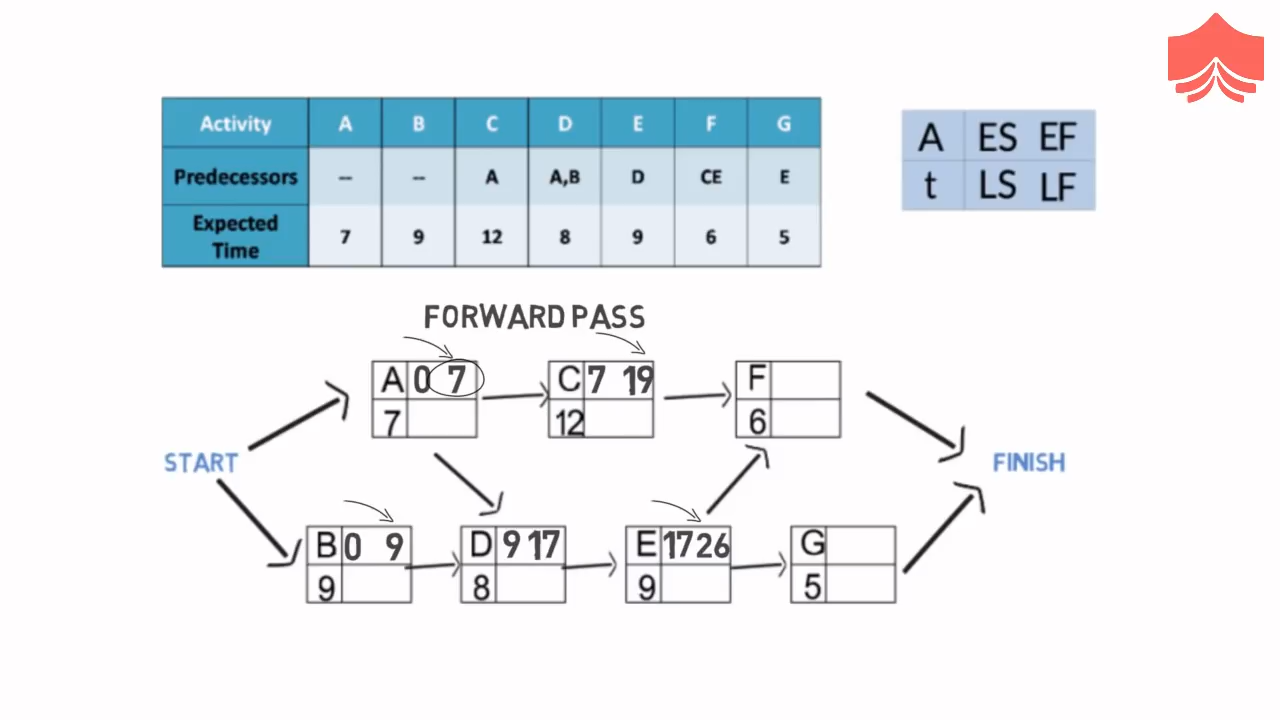 Activity A B C D E F G
Predecessors -- -- A A,B D CE E
Expected Time 7 9 12 8 9 6 5
A ES EF
t LS LF
FORWARD PASS
A 0 7
7
C 7 19
12
F
6
START
FINISH
B 0 9
9
D 9 17
8
E 17 26
9
G
5